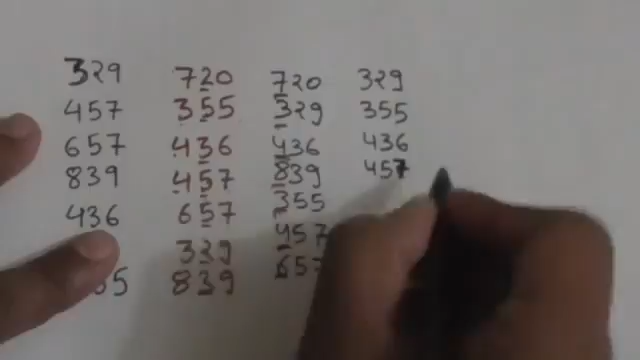 329 720 720 329
457 355 329 355
657 436 436 436
839 457 839 457
436 657 355
329 457
839